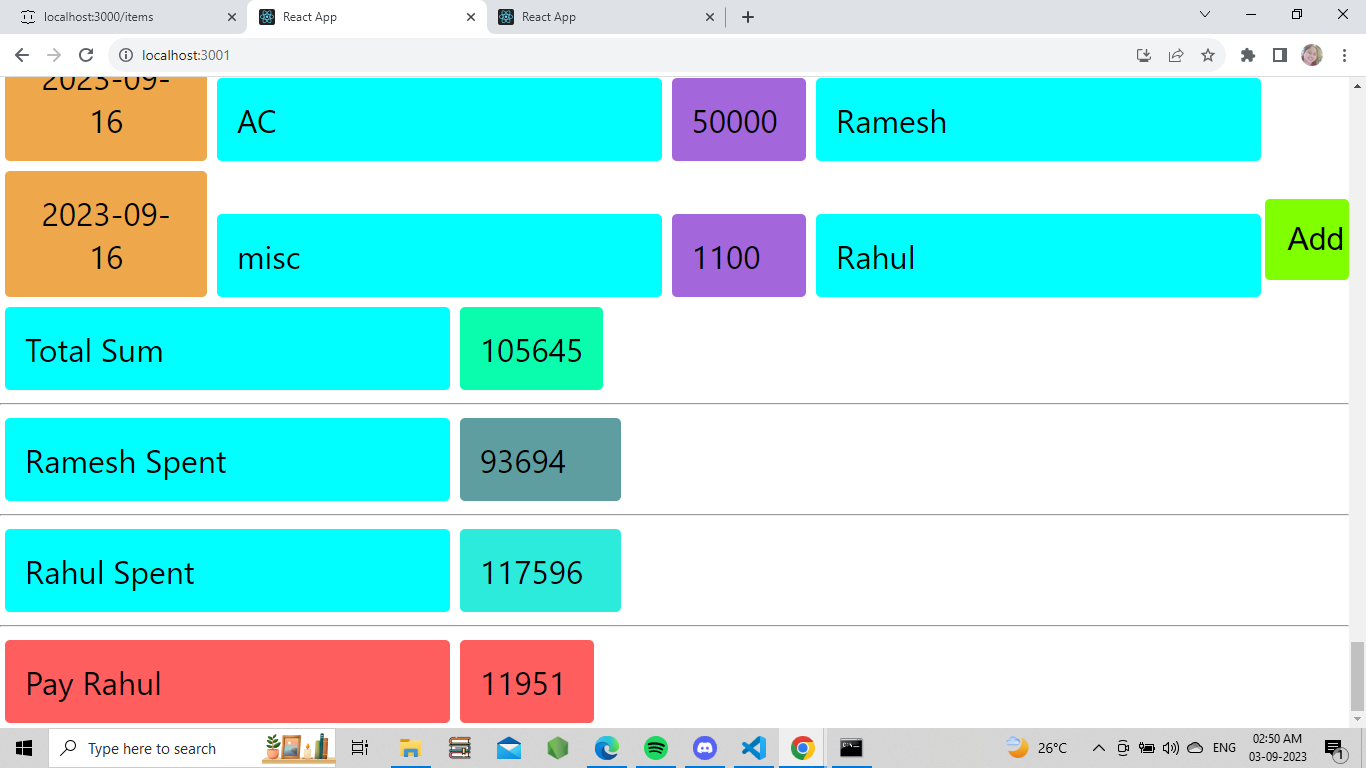 localhost:3000/items
React App
React App
localhost:3001
2023-09-
16
AC
50000
Ramesh
2023-09-
16
misc
1100
Rahul
Add
Total Sum
105645
Ramesh Spent
93694
Rahul Spent
117596
Pay Rahul
11951
Type here to search
26°C
ENG
02:50 AM
03-09-2023
1